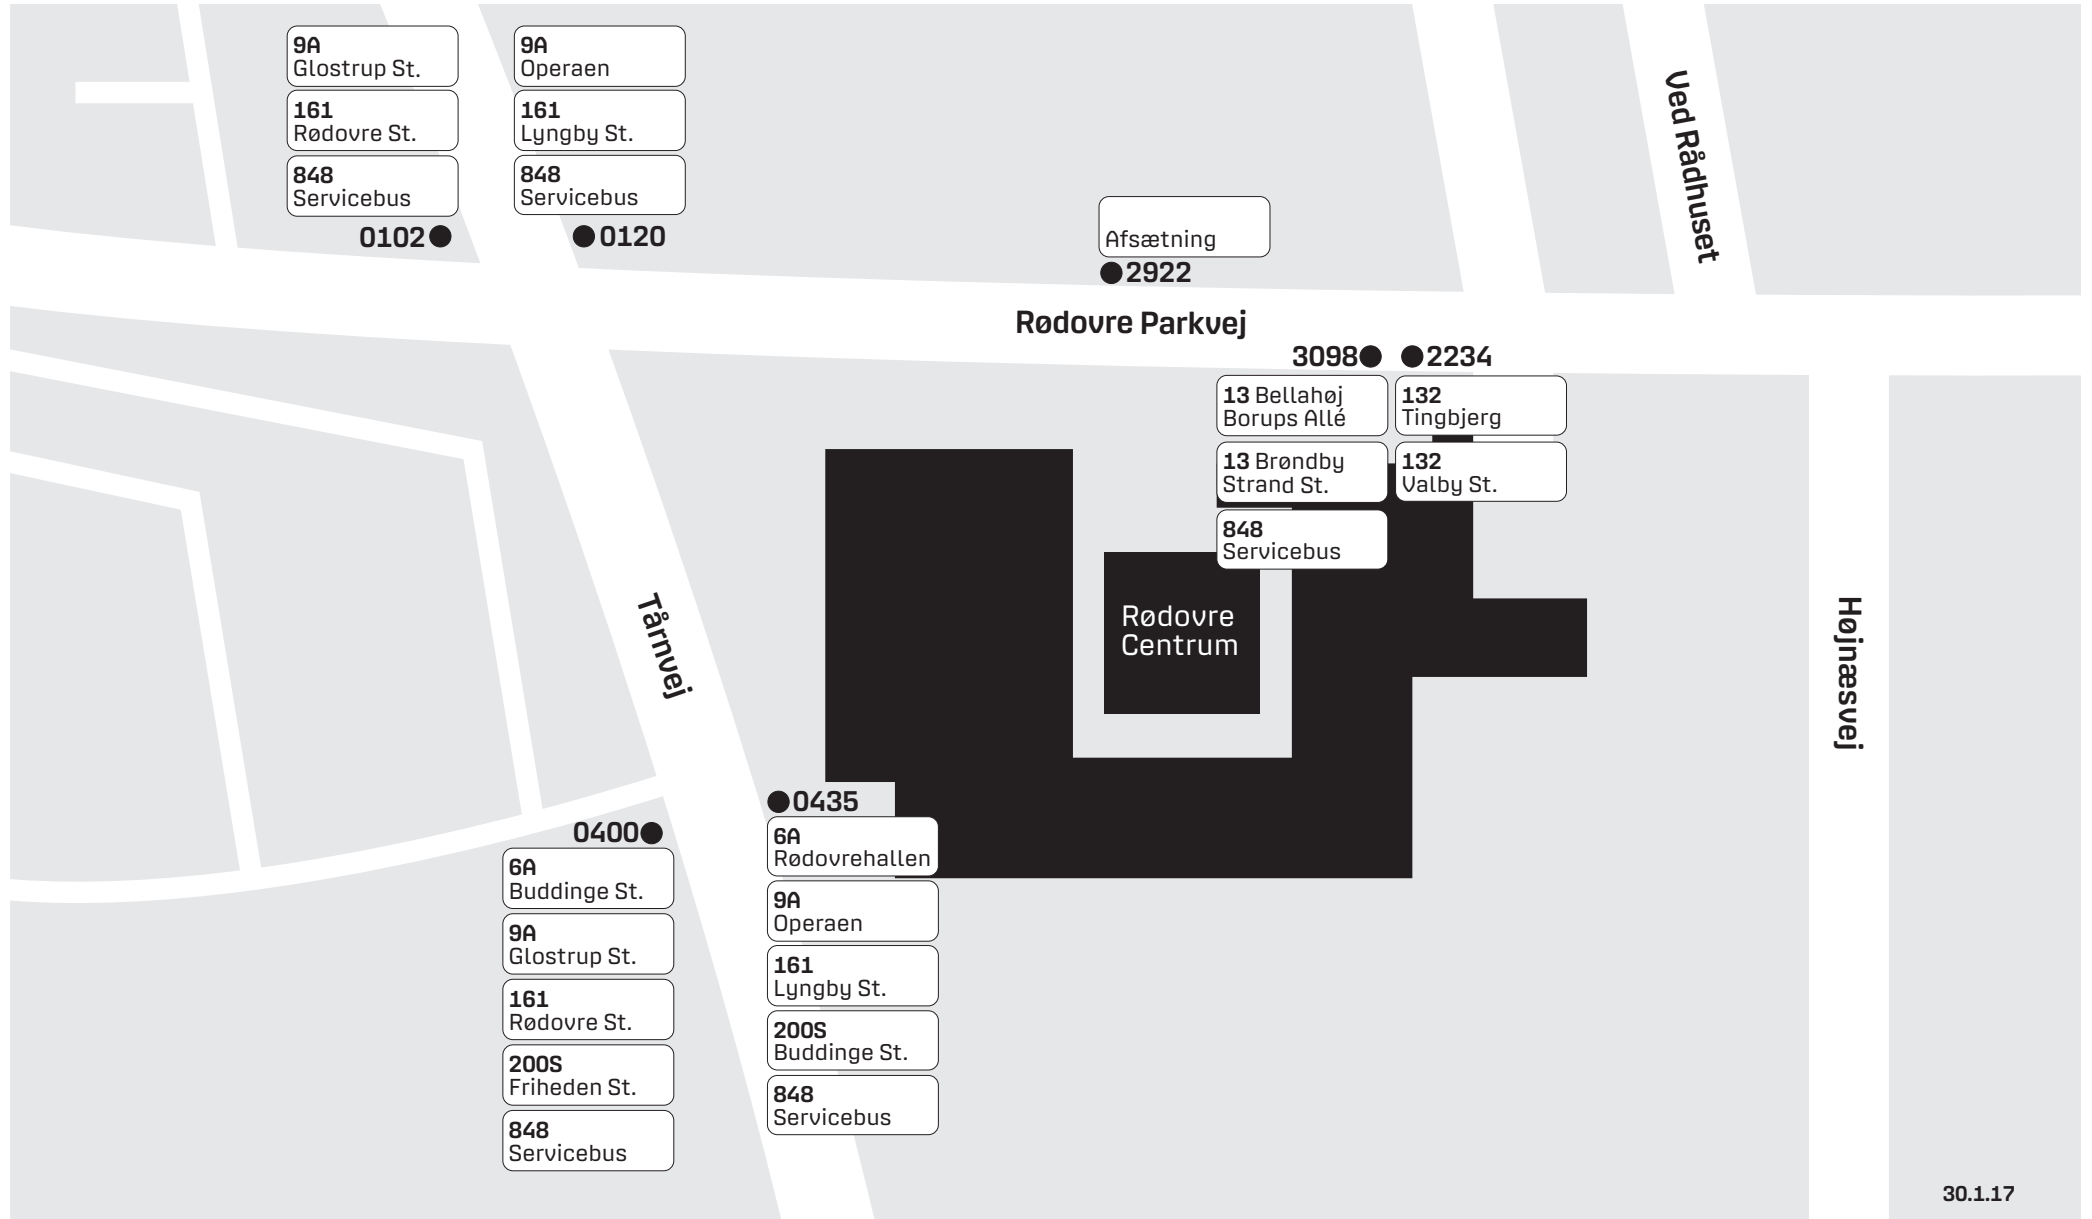 9A
Glostrup St.
161
Rødovre St.
848
Servicebus
0102
9A
Operaen
161
Lyngby St.
848
Servicebus
0120
Afsætning
2922
Ved Rådhuset
Rødovre Parkvej
3098
13 Bellahøj
Borups Allé
13 Brøndby
Strand St.
848
Servicebus
2234
132
Tingbjerg
132
Valby St.
Rødovre
Centrum
Tårnvej
Højnæsvej
0400
6A
Buddinge St.
9A
Glostrup St.
161
Rødovre St.
200S
Friheden St.
848
Servicebus
0435
6A
Rødovrehallen
9A
Operaen
161
Lyngby St.
200S
Buddinge St.
848
Servicebus
30.1.17